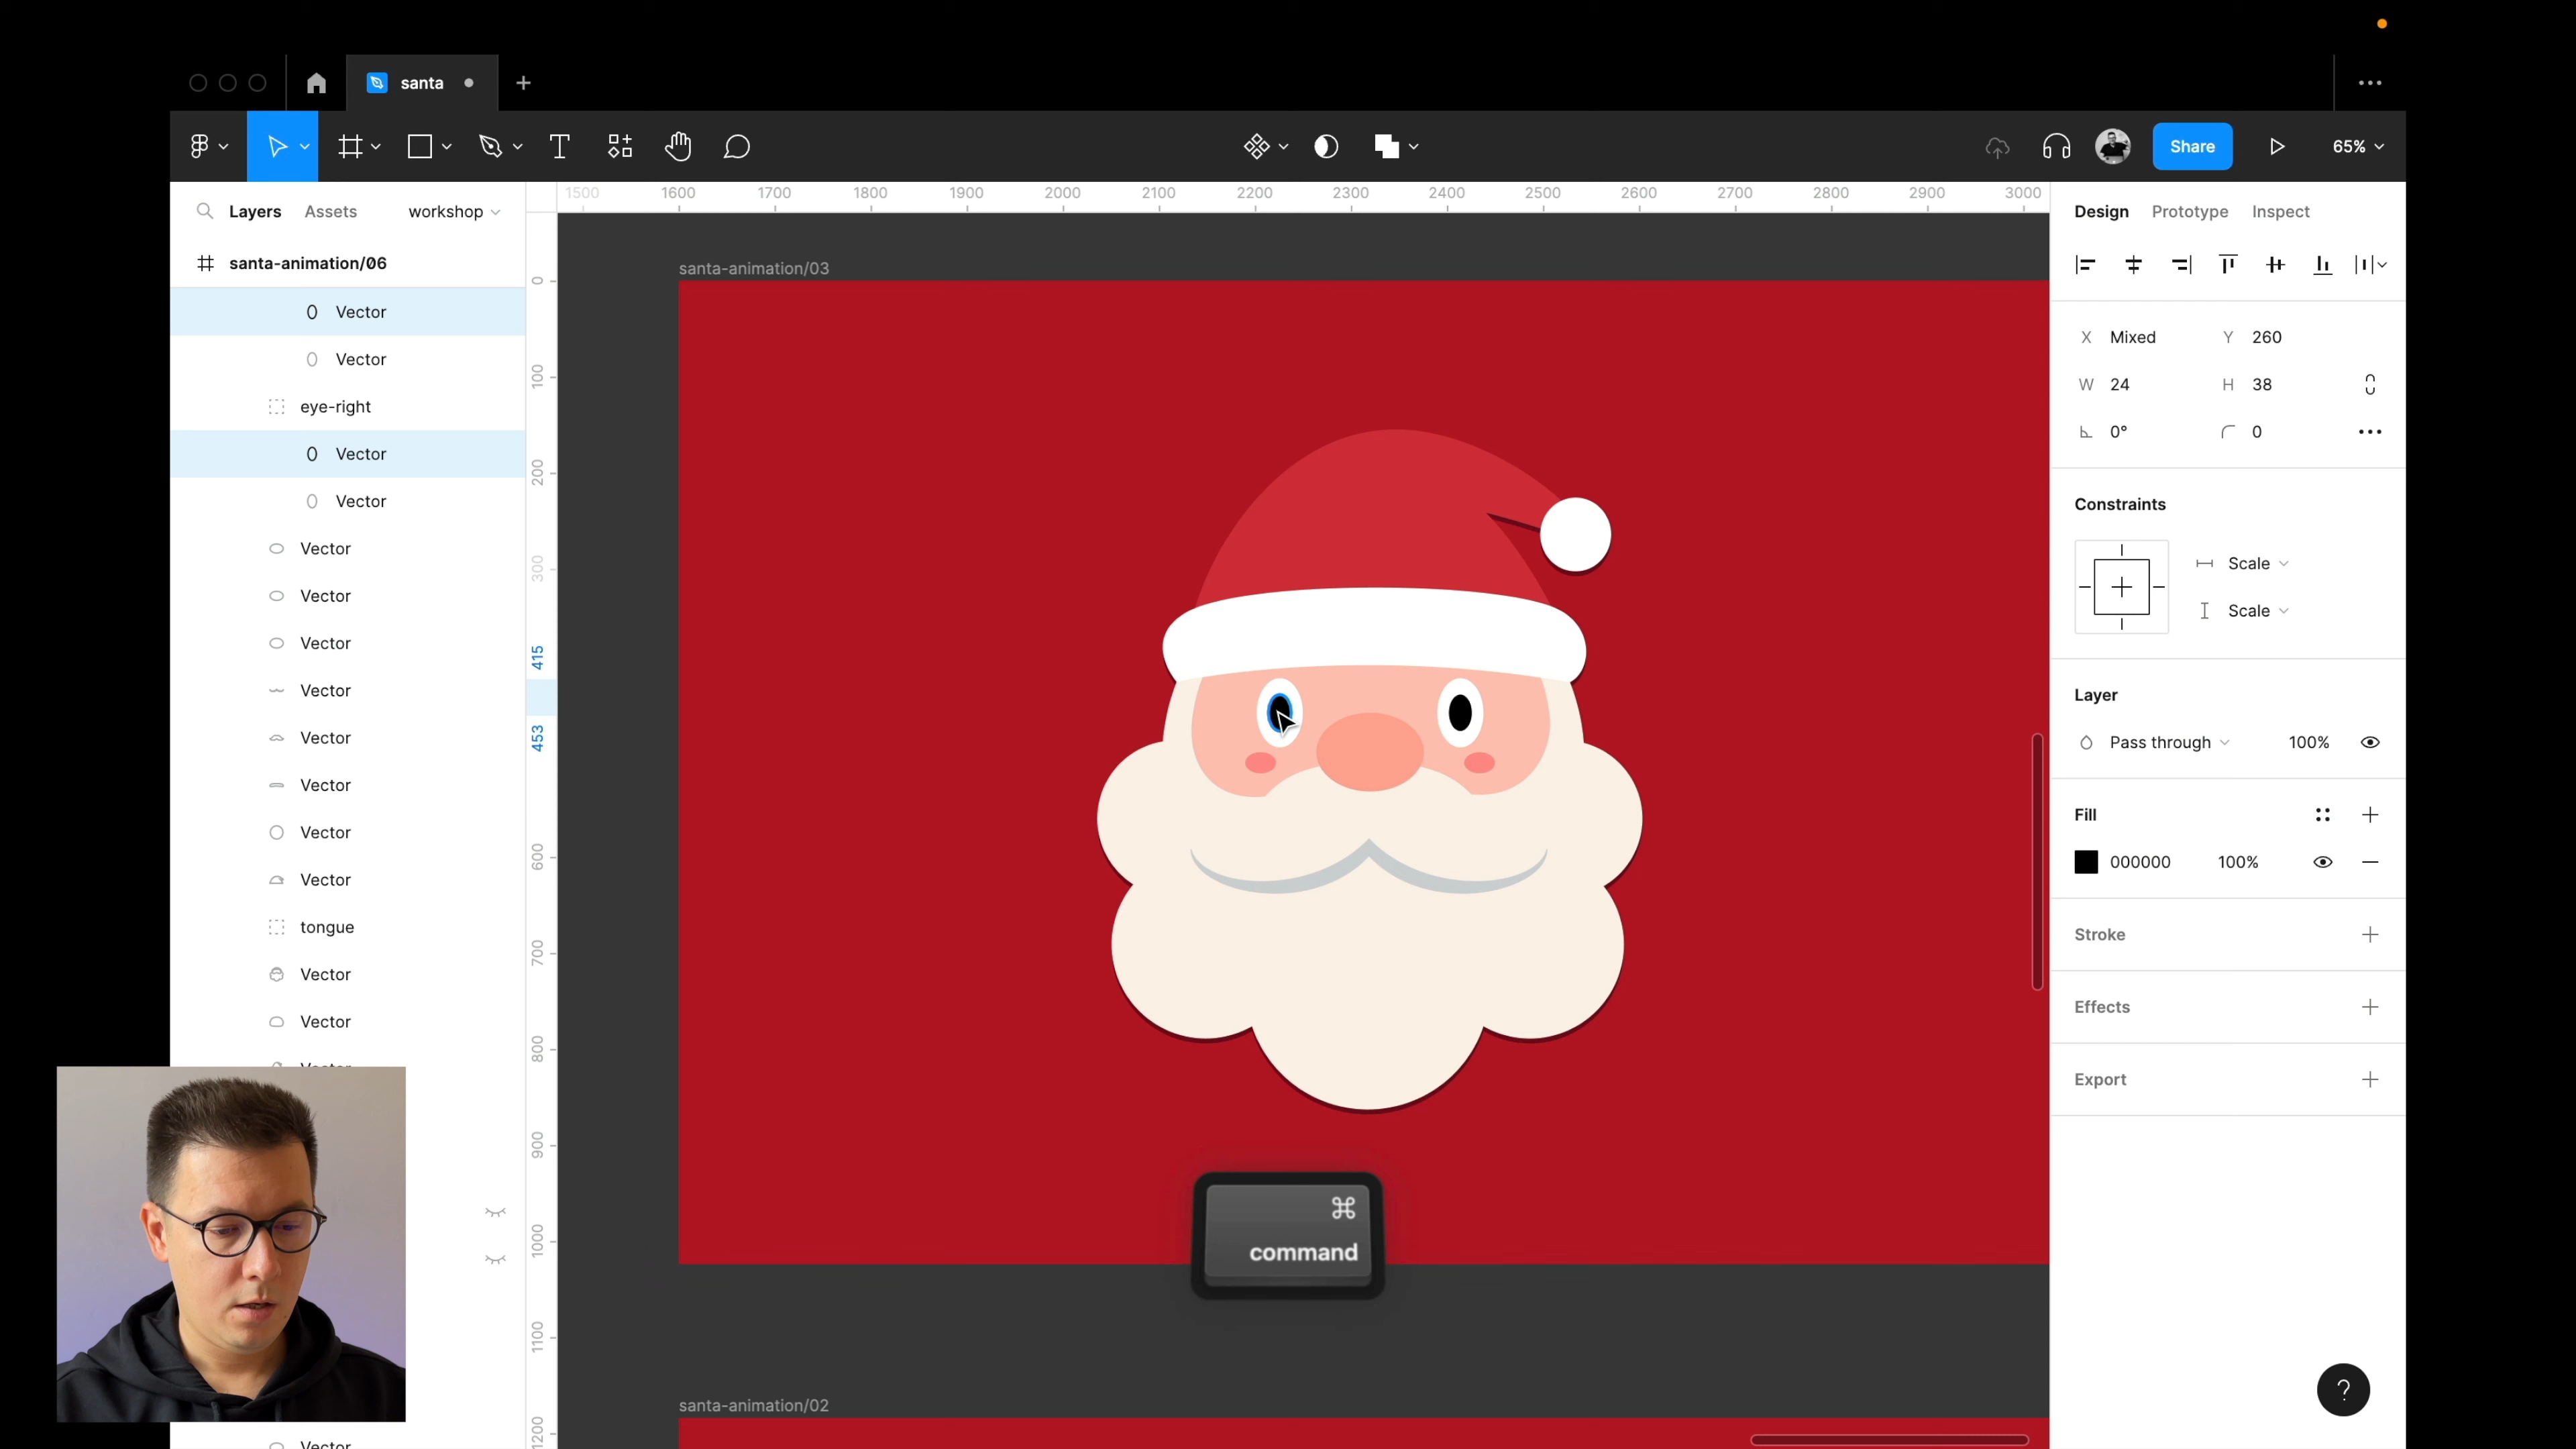 santa
Share
65%
Layers
Assets
workshop
1500
1600
1700
1800
1900
2000
2100
2200
2300
2400
2500
2600
2700
2800
2900
3000
Design
Prototype
Inspect
santa-animation/06
santa-animation/03
Vector
Vector
eye-right
Vector
Vector
Vector
Vector
Vector
Vector
Vector
Vector
Vector
Vector
tongue
Vector
Vector
Vector
Vector
0
100
200
300
415
453
600
700
800
900
1000
1100
1200
X
Mixed
Y
260
W
24
H
38
0°
0
Constraints
Scale
Scale
Layer
Pass through
100%
Fill
000000
100%
Stroke
Effects
Export
⌘
command
santa-animation/02
?